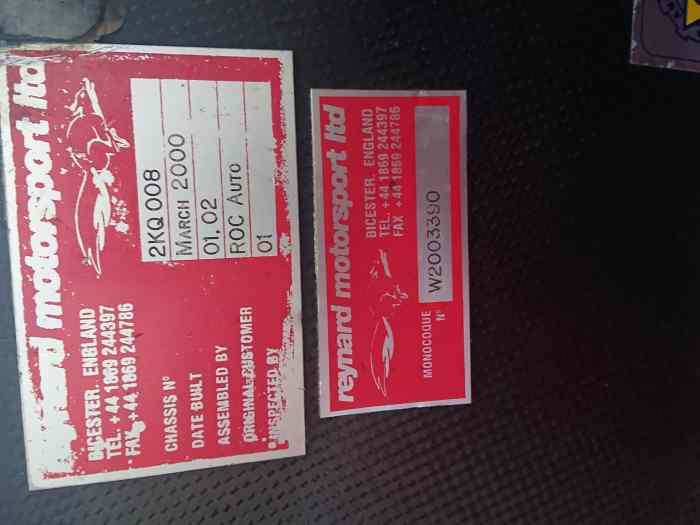 reynard motorsport ltd
BICESTER. ENGLAND
TEL. +44 1869 244397
FAX +44 1869 244786
CHASSIS Nº 2KQ 008
DATE BUILT MARCH 2000
ASSEMBLED BY 01, 02
ORIGINAL CUSTOMER ROC AUTO
INSPECTED BY 01
reynard motorsport ltd
BICESTER. ENGLAND
TEL. +44 1869 244397
FAX +44 1869 244786
MONOCOQUE Nº W2003390